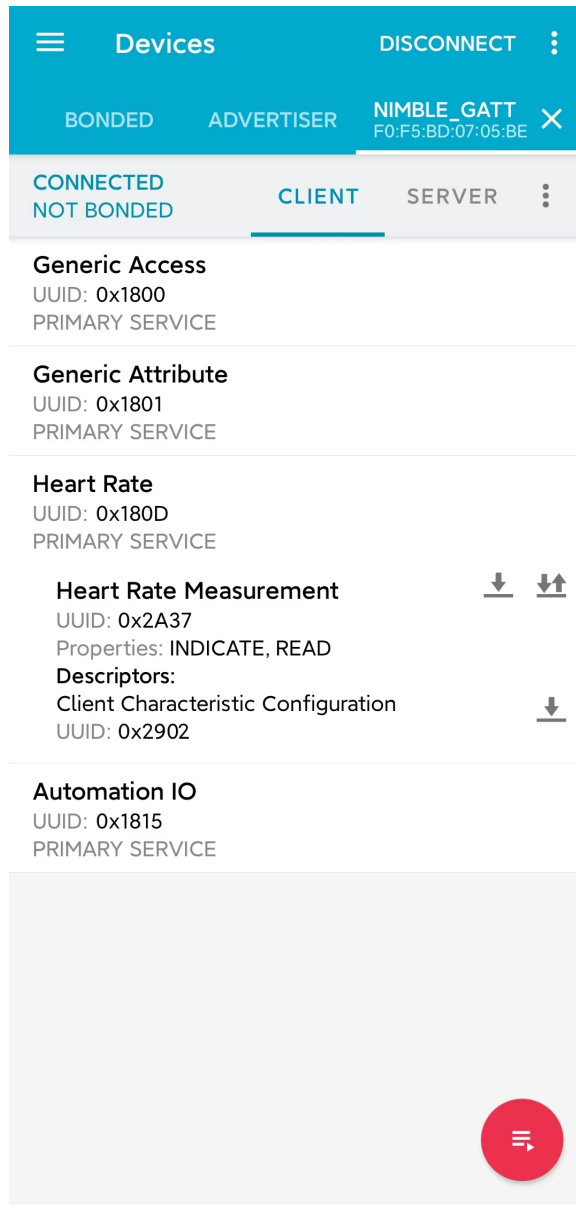 Devices DISCONNECT
BONDED ADVERTISER NIMBLE_GATT
F0:F5:BD:07:05:BE
CONNECTED
NOT BONDED
CLIENT SERVER
Generic Access
UUID: 0x1800
PRIMARY SERVICE
Generic Attribute
UUID: 0x1801
PRIMARY SERVICE
Heart Rate
UUID: 0x180D
PRIMARY SERVICE
Heart Rate Measurement
UUID: 0x2A37
Properties: INDICATE, READ
Descriptors:
Client Characteristic Configuration
UUID: 0x2902
Automation IO
UUID: 0x1815
PRIMARY SERVICE